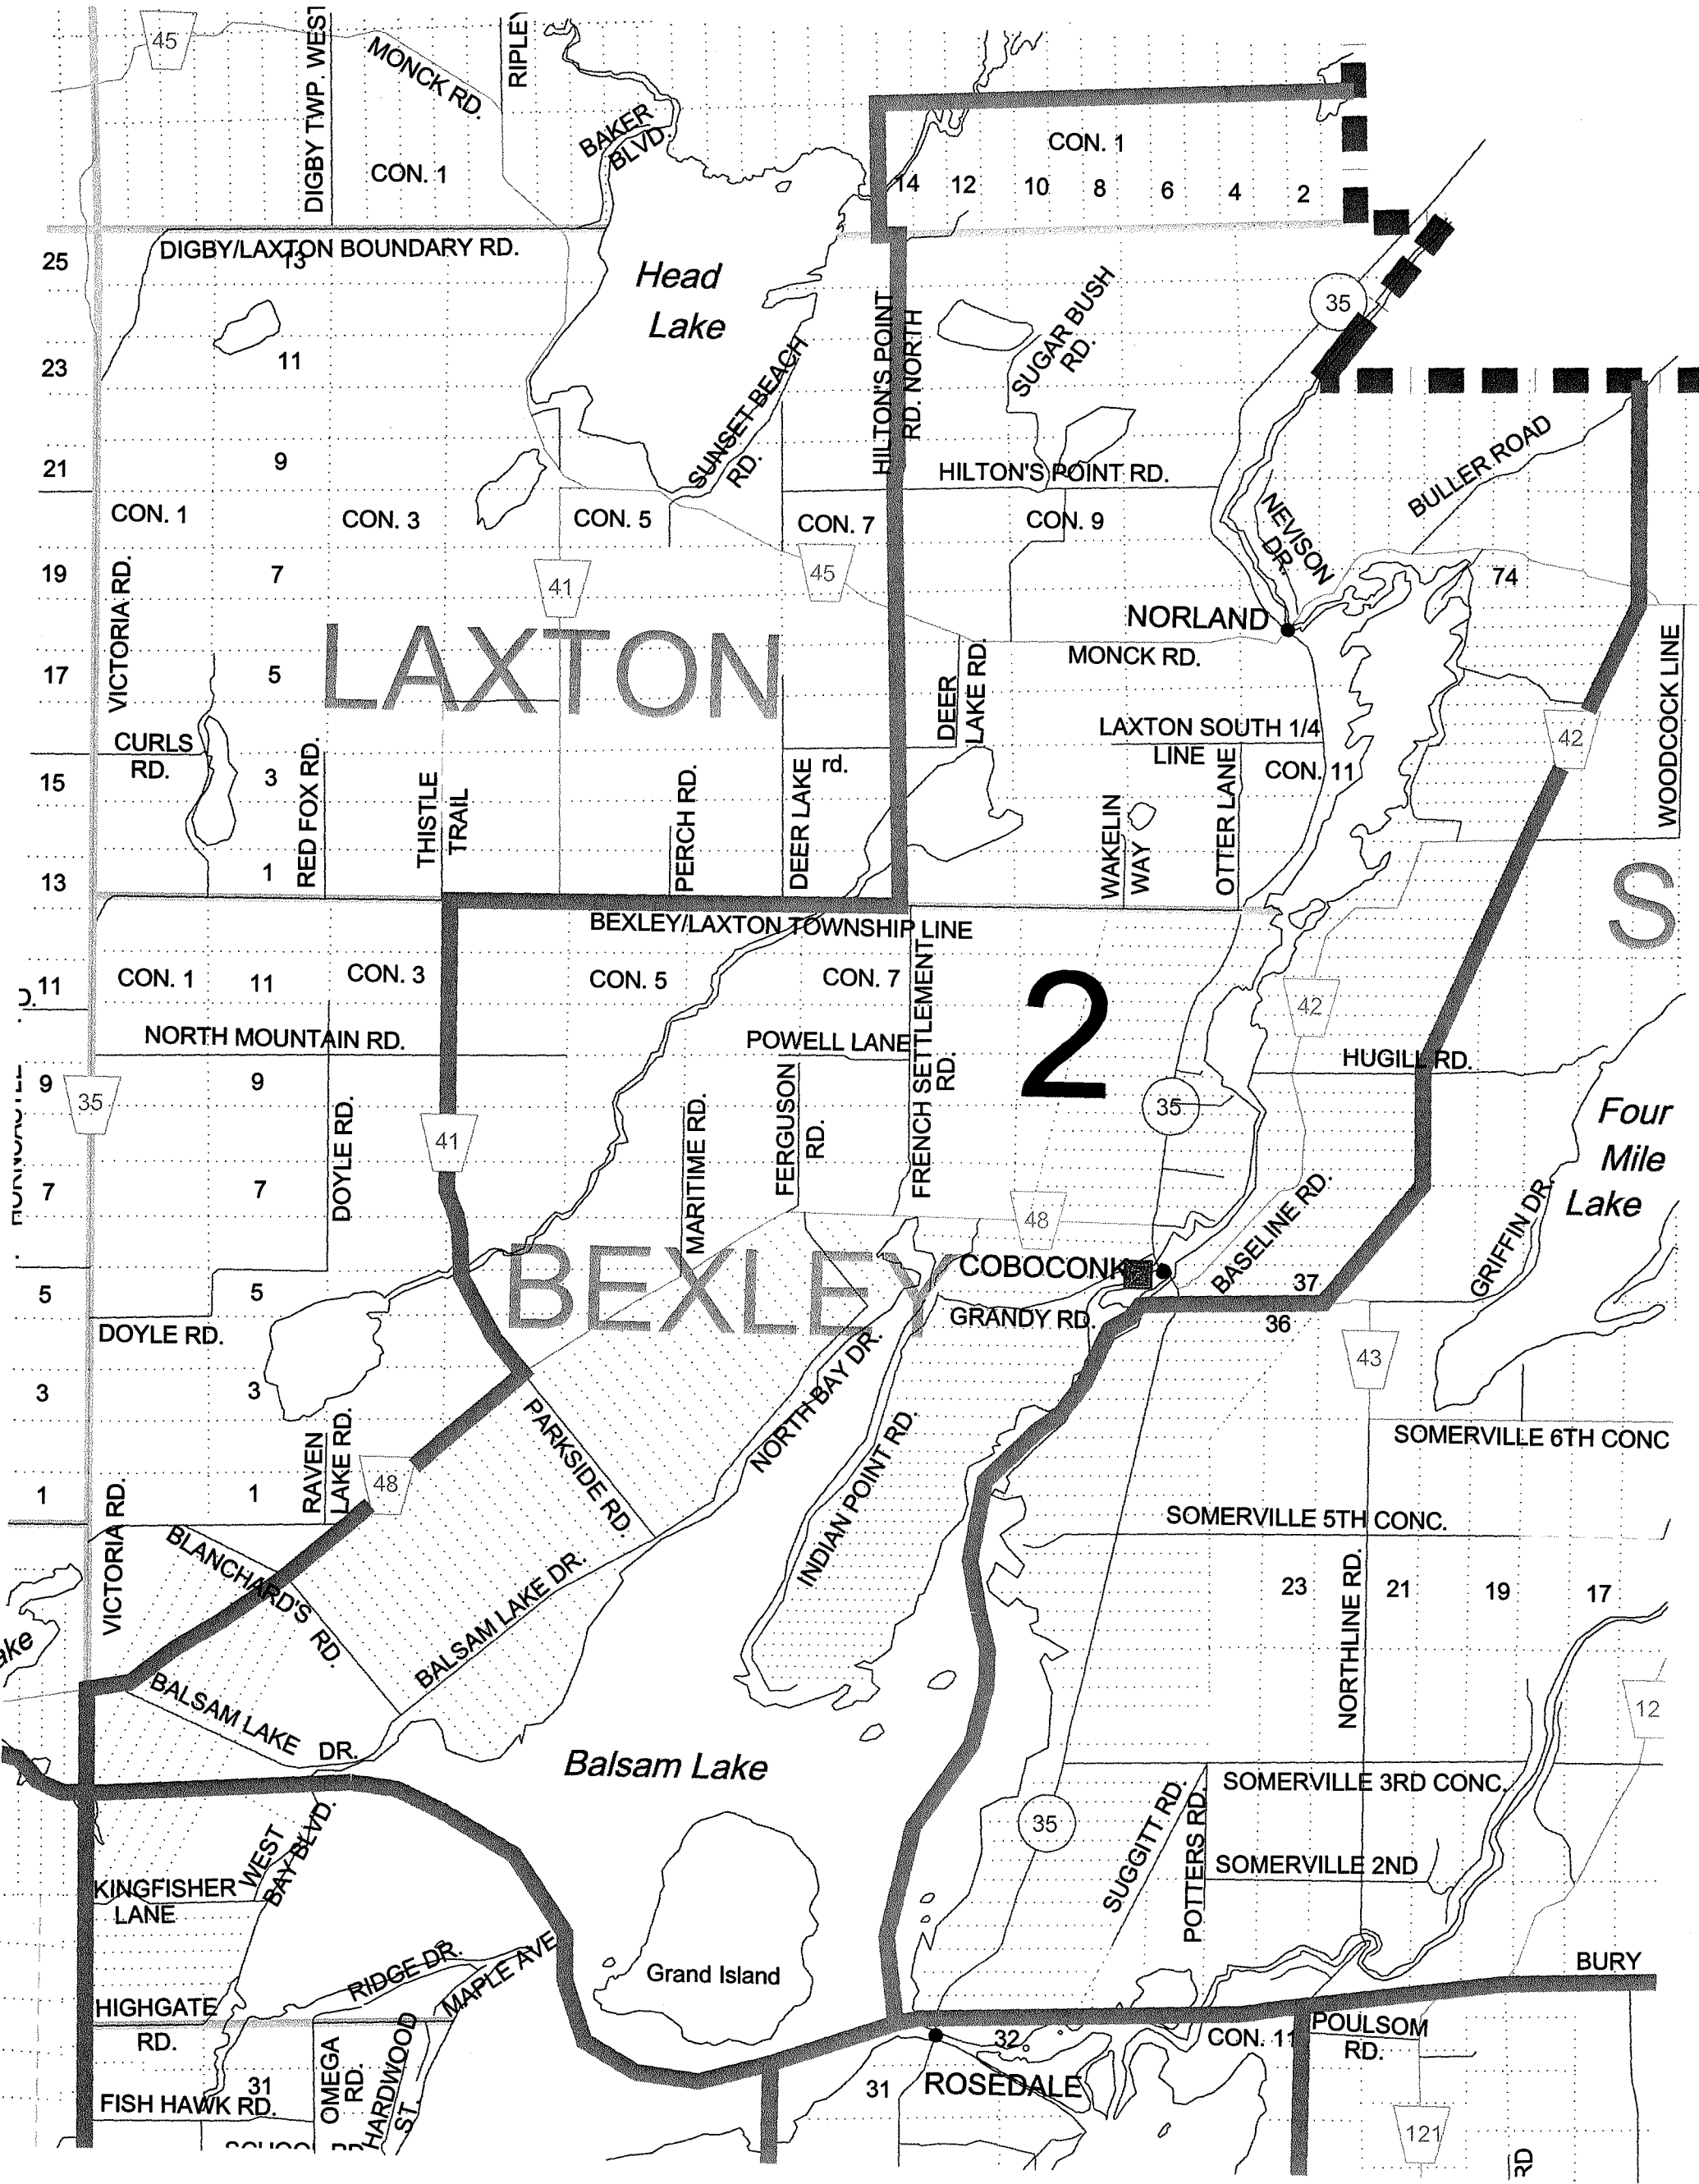 45
DIGBY TWP. WEST
MONCK RD.
RIPLEY
BAKER
BLVD.
CON. 1
CON. 1
14
12
10
8
6
4
2
25
DIGBY/LAXTON BOUNDARY RD.
13
Head
Lake
HILTON'S POINT
RD. NORTH
SUGAR BUSH
RD.
35
23
11
SUNSET BEACH
RD.
21
9
HILTON'S POINT RD.
BULLER ROAD
CON. 1
CON. 3
CON. 5
CON. 7
CON. 9
NEVISON
DR.
19
VICTORIA RD.
7
41
45
74
NORLAND
LAXTON
MONCK RD.
17
5
DEER
LAKE RD.
WOODCOCK LINE
CURLS
RD.
LAXTON SOUTH 1/4
LINE
42
15
3
RED FOX RD.
THISTLE
TRAIL
PERCH RD.
DEER LAKE rd.
CON. 11
WAKELIN
WAY
OTTER LANE
13
1
S
BEXLEY/LAXTON TOWNSHIP LINE
D.
11
CON. 1
11
CON. 3
CON. 5
CON. 7
FRENCH SETTLEMENT
RD.
2
42
NORTH MOUNTAIN RD.
POWELL LANE
HUGILL RD.
9
35
9
DOYLE RD.
41
MARITIME RD.
FERGUSON
RD.
35
Four
Mile
Lake
7
7
48
BASELINE RD.
GRIFFIN DR.
BEXLEY
COBOCONK
5
5
37
DOYLE RD.
GRANDY RD.
36
43
3
3
PARKSIDE RD.
NORTH BAY DR.
INDIAN POINT RD.
SOMERVILLE 6TH CONC
1
VICTORIA RD.
1
RAVEN
LAKE RD.
48
SOMERVILLE 5TH CONC.
BLANCHARD'S
RD.
BALSAM LAKE DR.
23
NORTHLINE RD.
21
19
17
ake
BALSAM LAKE
DR.
12
Balsam Lake
SOMERVILLE 3RD CONC.
35
SUGGITT RD.
POTTERS RD.
WEST
BAY BLVD.
SOMERVILLE 2ND
KINGFISHER
LANE
RIDGE DR.
MAPLE AVE
Grand Island
BURY
HIGHGATE
RD.
OMEGA
RD.
HARDWOOD
ST.
32
CON. 11
POULSOM
RD.
31
FISH HAWK RD.
31
ROSEDALE
121
RD